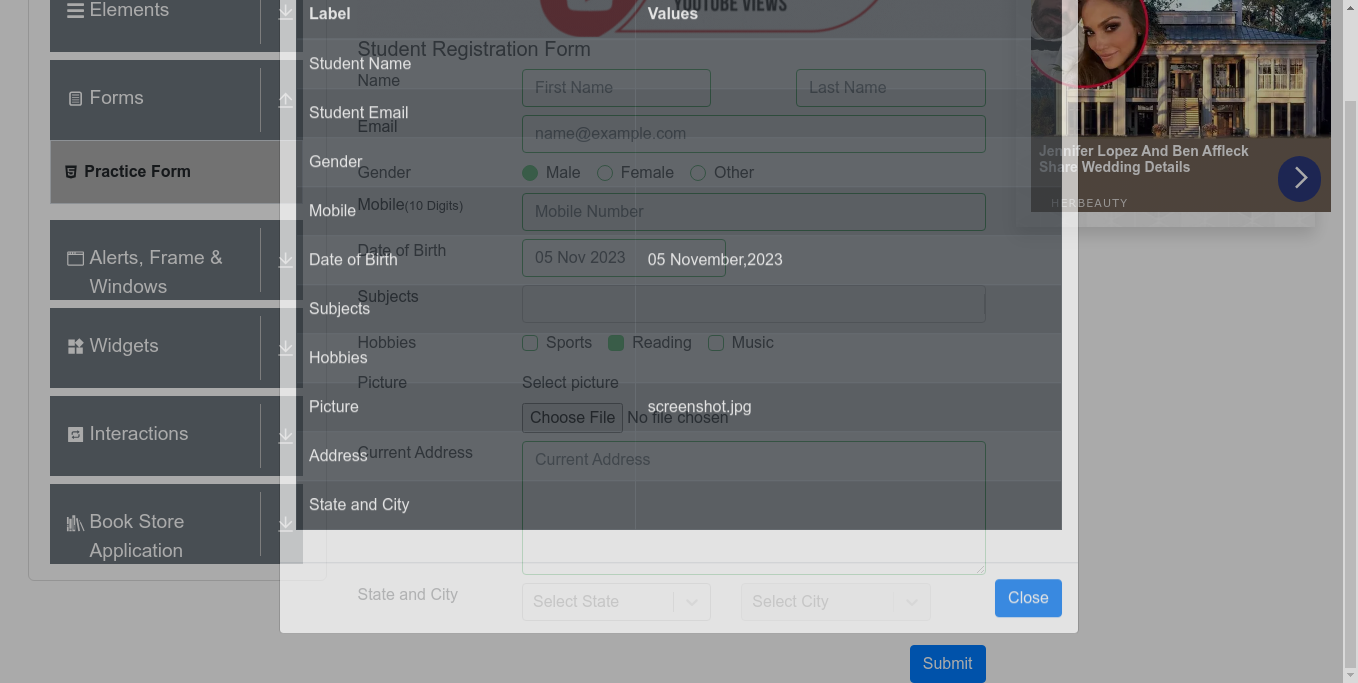 Elements
Forms
Practice Form
Alerts, Frame &
Windows
Widgets
Interactions
Book Store
Application
YOUTUBE VIEWS
Label Values
Student Name
Student Email
Gender
Mobile
Date of Birth 05 November,2023
Subjects
Hobbies
Picture screenshot.jpg
Address
State and City
Close
Student Registration Form
Name First Name Last Name
Email name@example.com
Gender Male Female Other
Mobile(10 Digits) Mobile Number
Date of Birth 05 Nov 2023
Subjects
Hobbies Sports Reading Music
Picture Select picture
Choose File No file chosen
Current Address Current Address
State and City Select State Select City
Submit
Jennifer Lopez And Ben Affleck
Share Wedding Details
HERBEAUTY